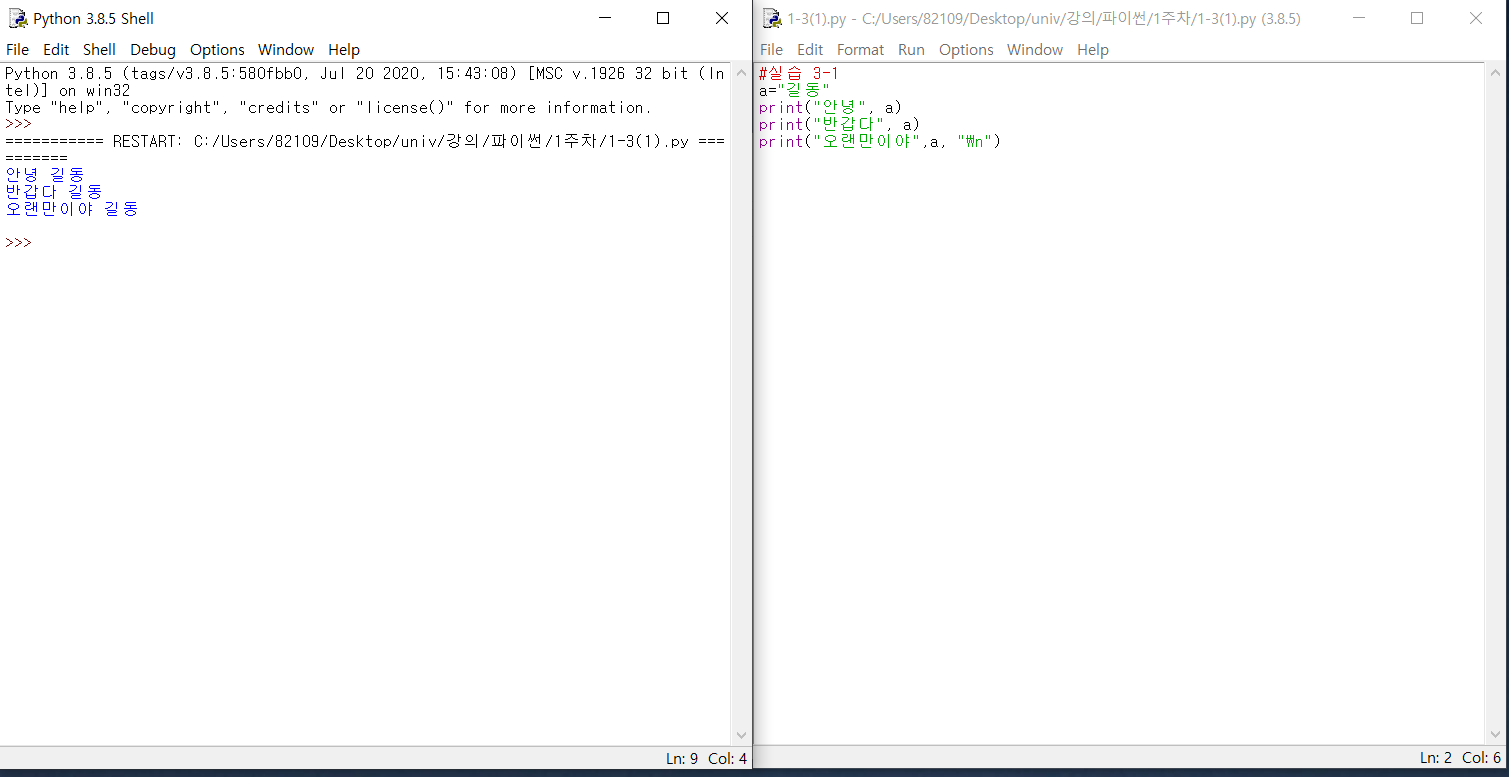 Python 3.8.5 Shell
File Edit Shell Debug Options Window Help
Python 3.8.5 (tags/v3.8.5:580fbb0, Jul 20 2020, 15:43:08) [MSC v.1926 32 bit (In
tel)] on win32
Type "help", "copyright", "credits" or "license()" for more information.
>>>
=========== RESTART: C:/Users/82109/Desktop/univ/강의/파이썬/1주차/1-3(1).py ===
=======
안녕 길동
반갑다 길동
오랜만이야 길동
>>>
Ln: 9 Col: 4
1-3(1).py - C:/Users/82109/Desktop/univ/강의/파이썬/1주차/1-3(1).py (3.8.5)
File Edit Format Run Options Window Help
#실습 3-1
a="길동"
print("안녕", a)
print("반갑다", a)
print("오랜만이야",a, "₩n")
Ln: 2 Col: 6